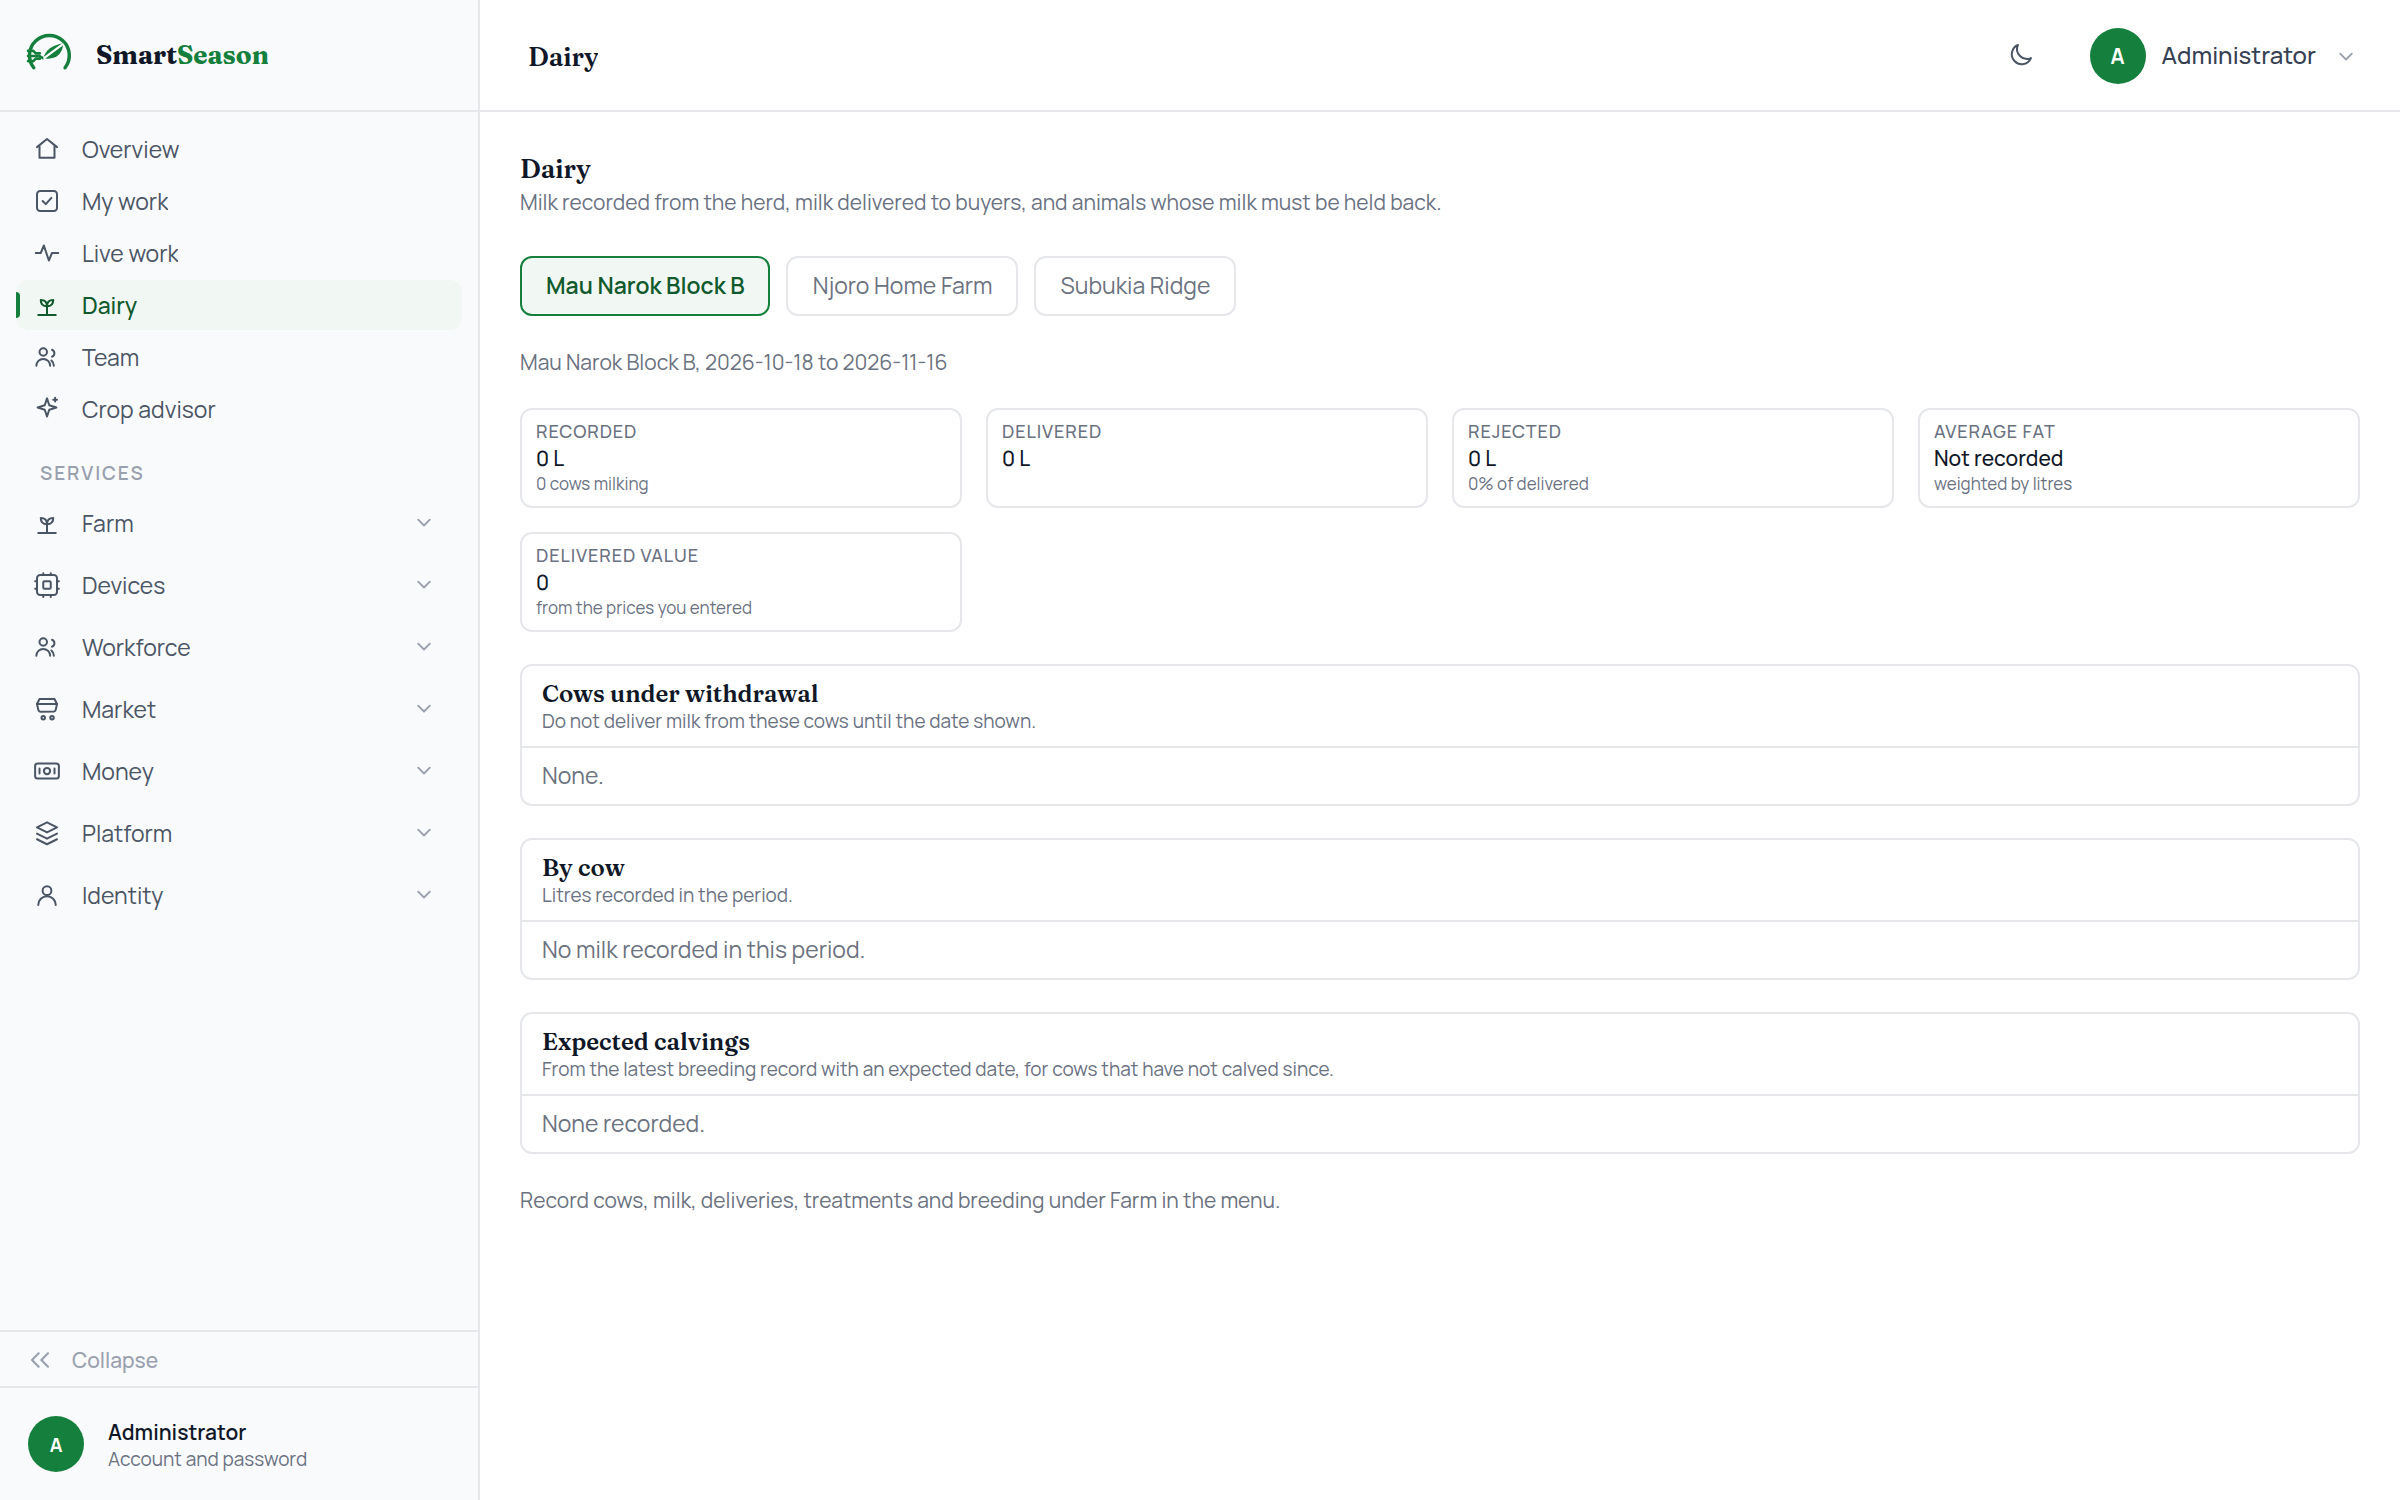 SmartSeason
Dairy
A
Administrator
Overview
My work
Live work
Dairy
Team
Crop advisor
SERVICES
Farm
Devices
Workforce
Market
Money
Platform
Identity
Collapse
A
Administrator
Account and password
Dairy
Milk recorded from the herd, milk delivered to buyers, and animals whose milk must be held back.
Mau Narok Block B
Njoro Home Farm
Subukia Ridge
Mau Narok Block B, 2026-10-18 to 2026-11-16
RECORDED
0 L
0 cows milking
DELIVERED
0 L
REJECTED
0 L
0% of delivered
AVERAGE FAT
Not recorded
weighted by litres
DELIVERED VALUE
0
from the prices you entered
Cows under withdrawal
Do not deliver milk from these cows until the date shown.
None.
By cow
Litres recorded in the period.
No milk recorded in this period.
Expected calvings
From the latest breeding record with an expected date, for cows that have not calved since.
None recorded.
Record cows, milk, deliveries, treatments and breeding under Farm in the menu.